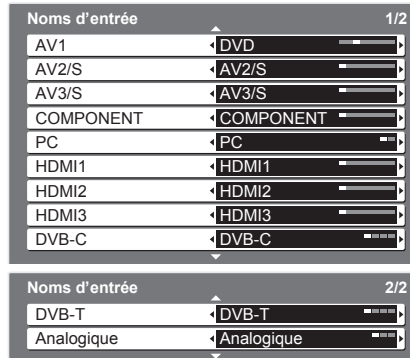 Noms d'entrée 1/2
AV1 DVD
AV2/S AV2/S
AV3/S AV3/S
COMPONENT COMPONENT
PC PC
HDMI1 HDMI1
HDMI2 HDMI2
HDMI3 HDMI3
DVB-C DVB-C
Noms d'entrée 2/2
DVB-T DVB-T
Analogique Analogique